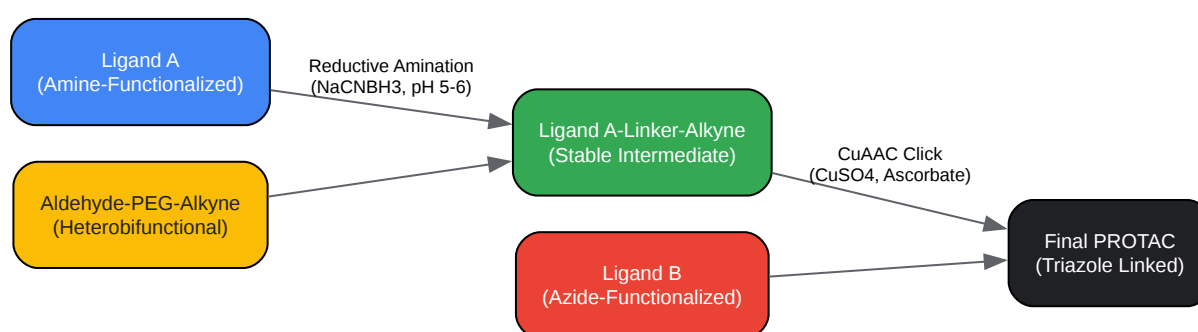 Ligand A
(Amine-Functionalized)
Reductive Amination
(NaCNBH3, pH 5-6)
Aldehyde-PEG-Alkyne
(Heterobifunctional)
Ligand A-Linker-Alkyne
(Stable Intermediate)
CuAAC Click
(CuSO4, Ascorbate)
Ligand B
(Azide-Functionalized)
Final PROTAC
(Triazole Linked)